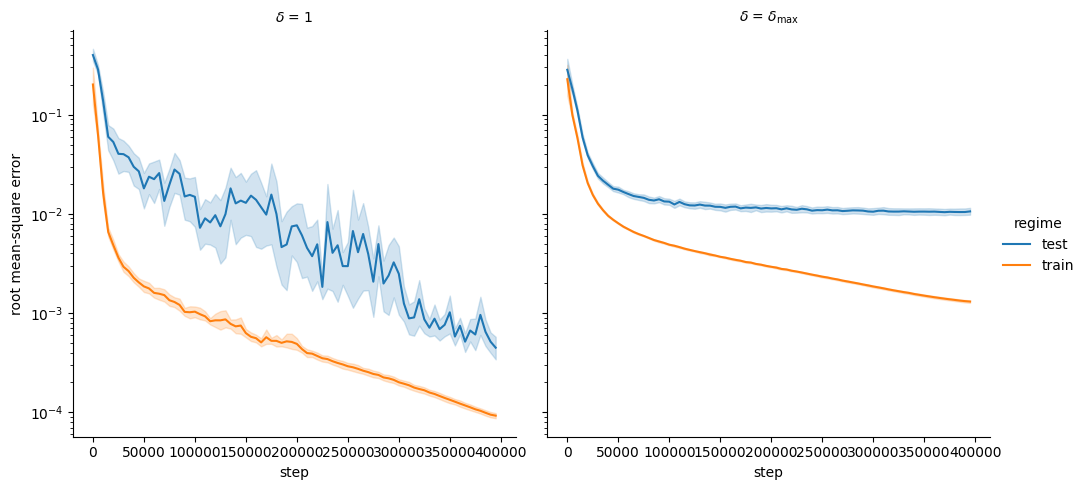 δ = 1
δ = δmax
root mean-square error
10⁻¹
10⁻²
10⁻³
10⁻⁴
0 50000 100000 150000 200000 250000 300000 350000 400000
0 50000 100000 150000 200000 250000 300000 350000 400000
step
step
regime
test
train